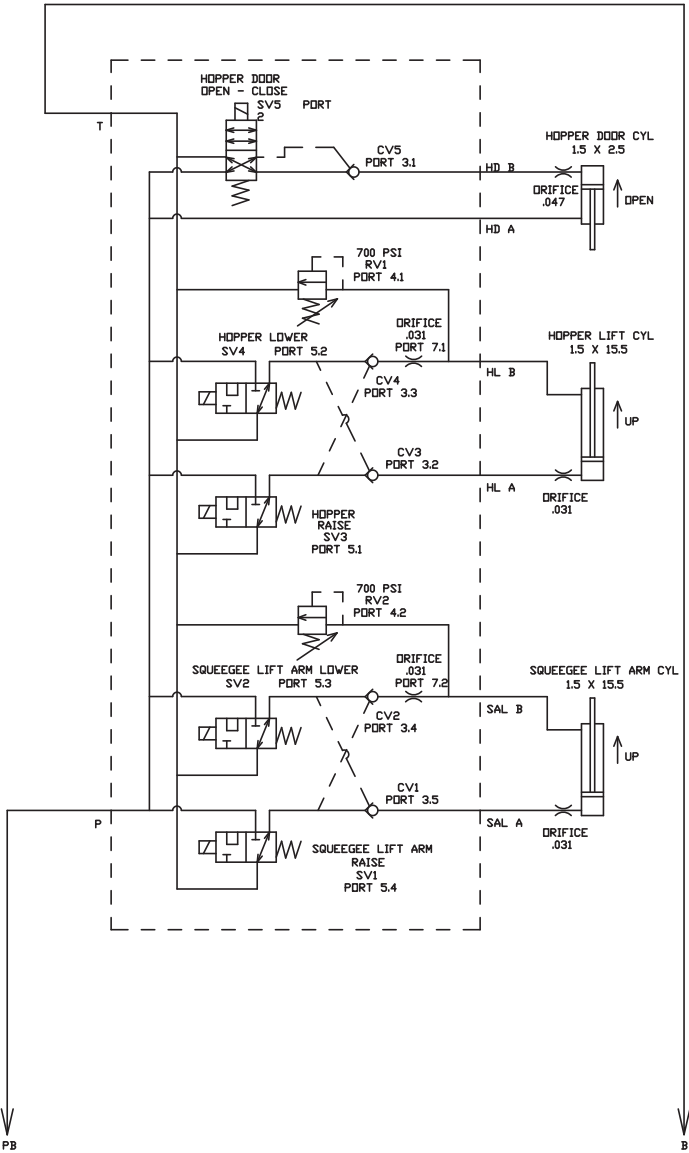 HOPPER DOOR
OPEN - CLOSE
SV5 PORT
2
T
CV5
PORT 3.1
HD B
HOPPER DOOR CYL
1.5 X 2.5
ORIFICE
.047
OPEN
HD A
700 PSI
RV1
PORT 4.1
HOPPER LOWER
SV4 PORT 5.2
ORIFICE
.031
PORT 7.1
HOPPER LIFT CYL
1.5 X 15.5
HL B
CV4
PORT 3.3
UP
CV3
PORT 3.2
HL A
ORIFICE
.031
HOPPER
RAISE
SV3
PORT 5.1
700 PSI
RV2
PORT 4.2
SQUEEGEE LIFT ARM LOWER
SV2 PORT 5.3
ORIFICE
.031
PORT 7.2
SQUEEGEE LIFT ARM CYL
1.5 X 15.5
SAL B
CV2
PORT 3.4
UP
CV1
PORT 3.5
P
SAL A
ORIFICE
.031
SQUEEGEE LIFT ARM
RAISE
SV1
PORT 5.4
PB
B